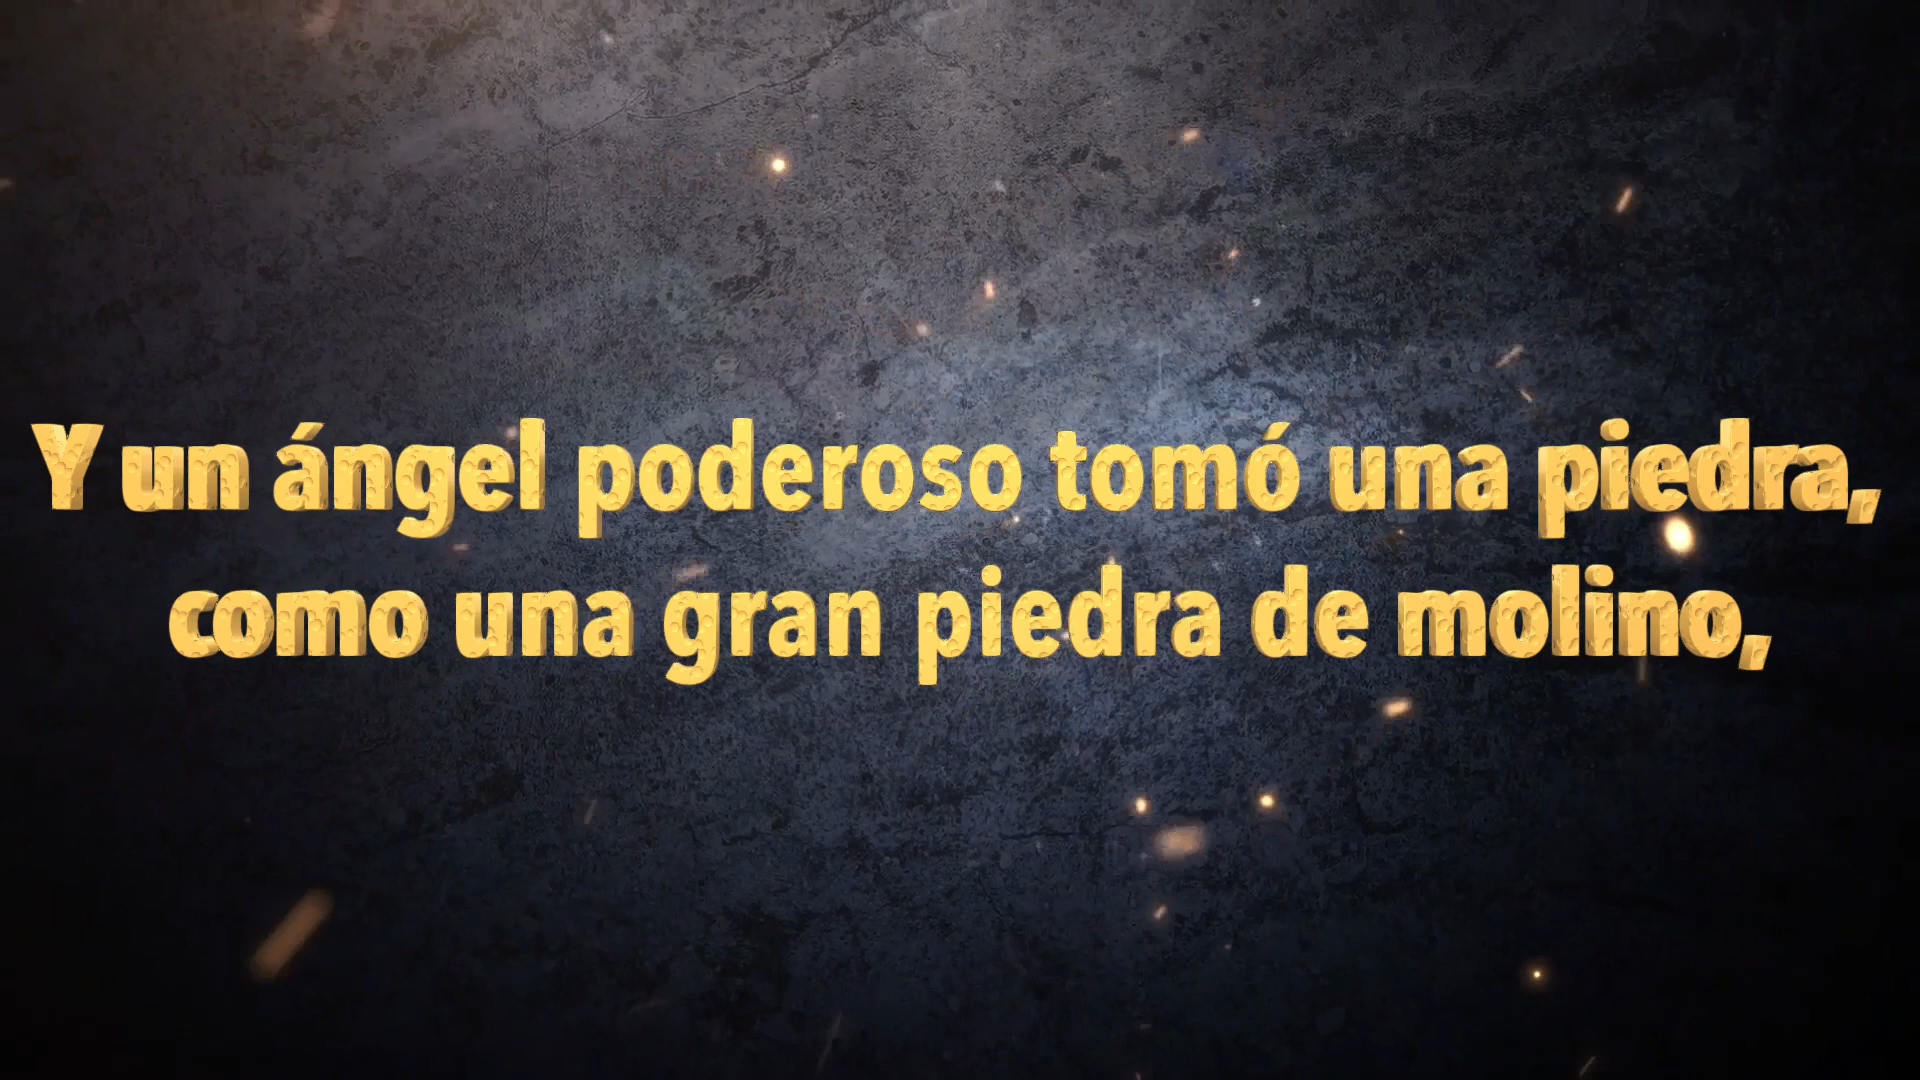 Y un ángel poderoso tomó una piedra,
como una gran piedra de molino,